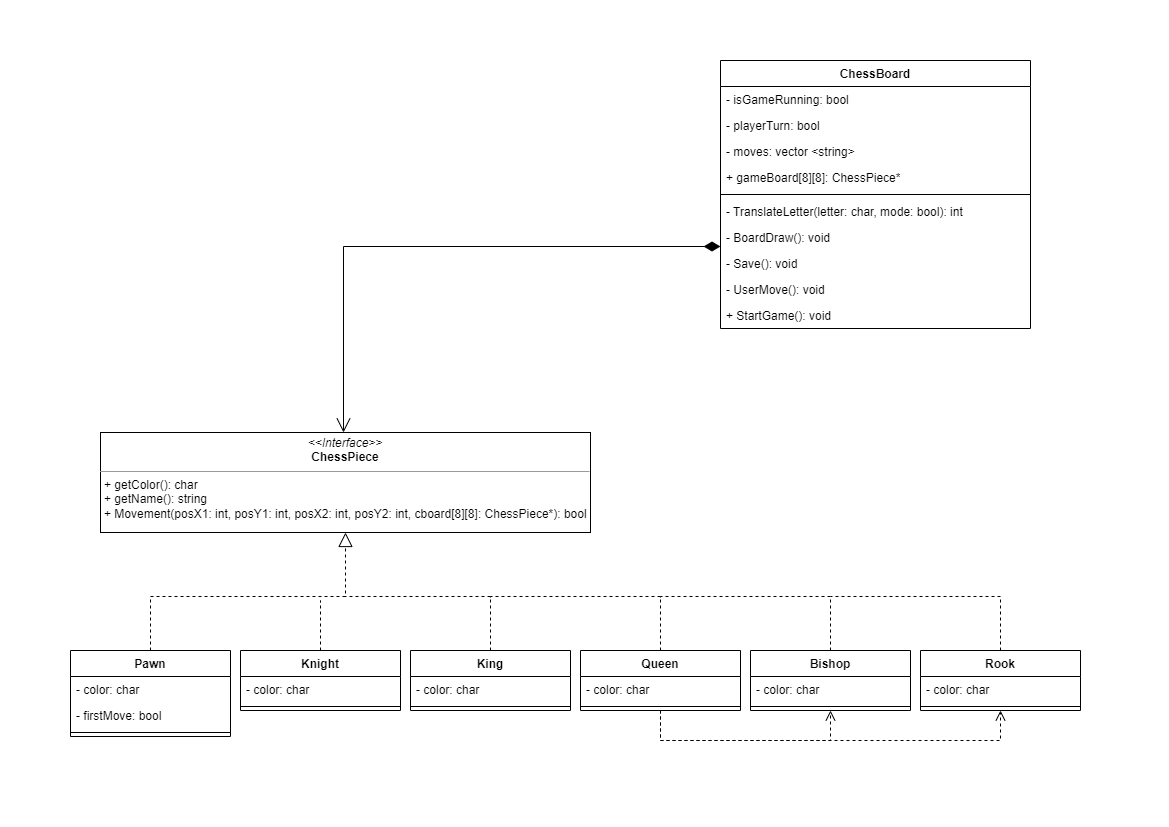 ChessBoard
- isGameRunning: bool
- playerTurn: bool
- moves: vector <string>
+ gameBoard[8][8]: ChessPiece*
- TranslateLetter(letter: char, mode: bool): int
- BoardDraw(): void
- Save(): void
- UserMove(): void
+ StartGame(): void
<<Interface>>
ChessPiece
+ getColor(): char
+ getName(): string
+ Movement(posX1: int, posY1: int, posX2: int, posY2: int, cboard[8][8]: ChessPiece*): bool
Pawn
- color: char
- firstMove: bool
Knight
- color: char
King
- color: char
Queen
- color: char
Bishop
- color: char
Rook
- color: char